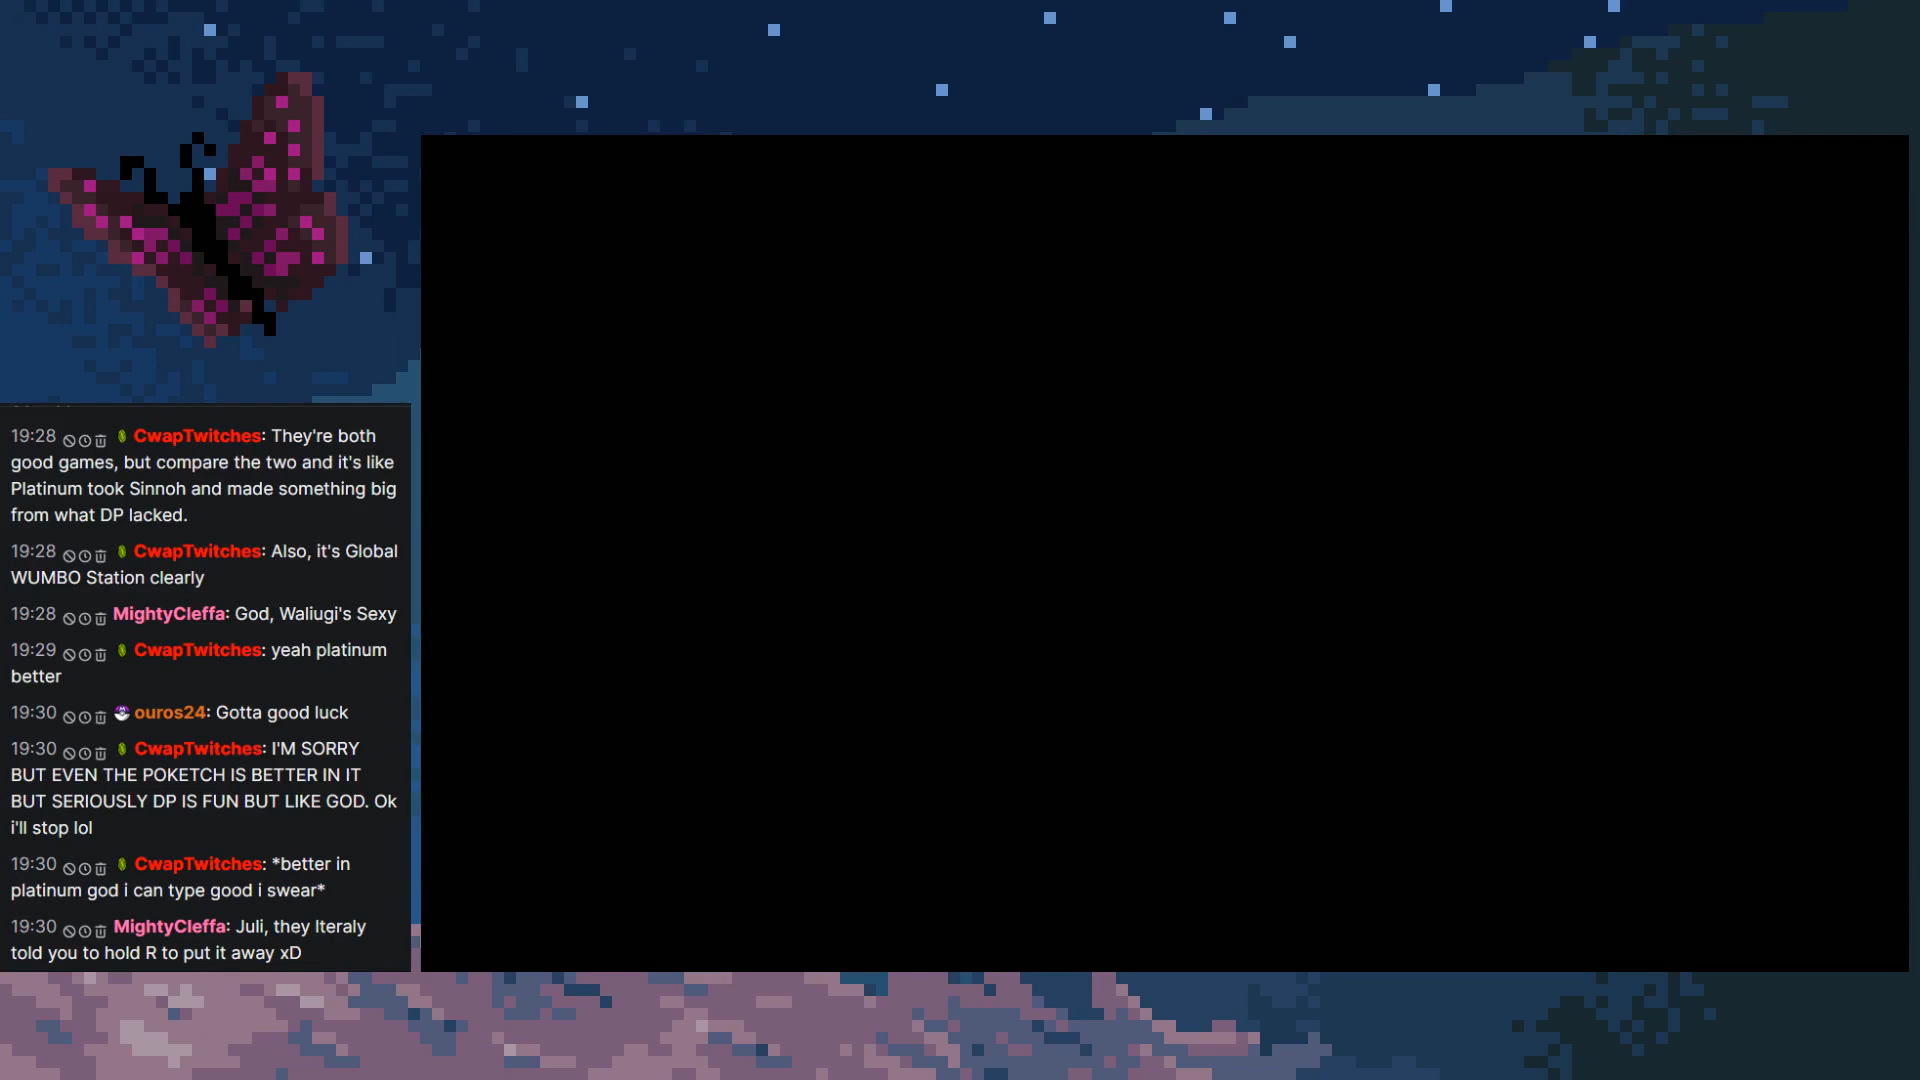 19:28 CwapTwitches: They're both
good games, but compare the two and it's like
Platinum took Sinnoh and made something big
from what DP lacked.
19:28 CwapTwitches: Also, it's Global
WUMBO Station clearly
19:28 MightyCleffa: God, Waliugi's Sexy
19:29 CwapTwitches: yeah platinum
better
19:30 ouros24: Gotta good luck
19:30 CwapTwitches: I'M SORRY
BUT EVEN THE POKETCH IS BETTER IN IT
BUT SERIOUSLY DP IS FUN BUT LIKE GOD. Ok
i'll stop lol
19:30 CwapTwitches: *better in
platinum god i can type good i swear*
19:30 MightyCleffa: Juli, they lteraly
told you to hold R to put it away xD